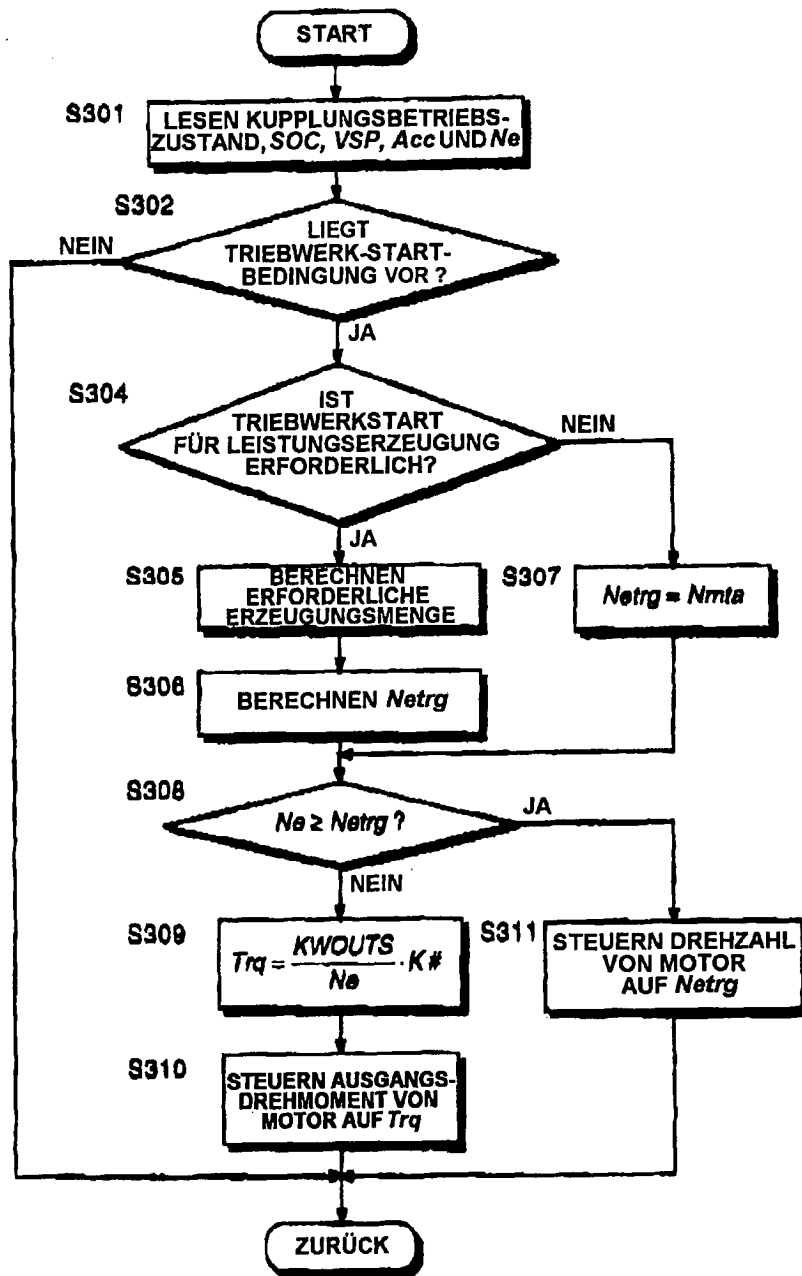 START
S301
LESEN KUPPLUNGSBETRIEBS-
ZUSTAND, SOC, VSP, Acc UND Ne
S302
NEIN
LIEGT
TRIEBWERK-START-
BEDINGUNG VOR ?
JA
S304
IST
TRIEBWERKSTART
FÜR LEISTUNGSERZEUGUNG
ERFORDERLICH?
NEIN
JA
S305
BERECHNEN
ERFORDERLICHE
ERZEUGUNGSMENGE
S307
Netrg = Nmta
S306
BERECHNEN Netrg
S308
Ne ≥ Netrg ?
JA
NEIN
S309
Trq = KWOUTS / Ne · K#
S311
STEUERN DREHZAHL
VON MOTOR
AUF Netrg
S310
STEUERN AUSGANGS-
DREHMOMENT VON
MOTOR AUF Trq
ZURÜCK